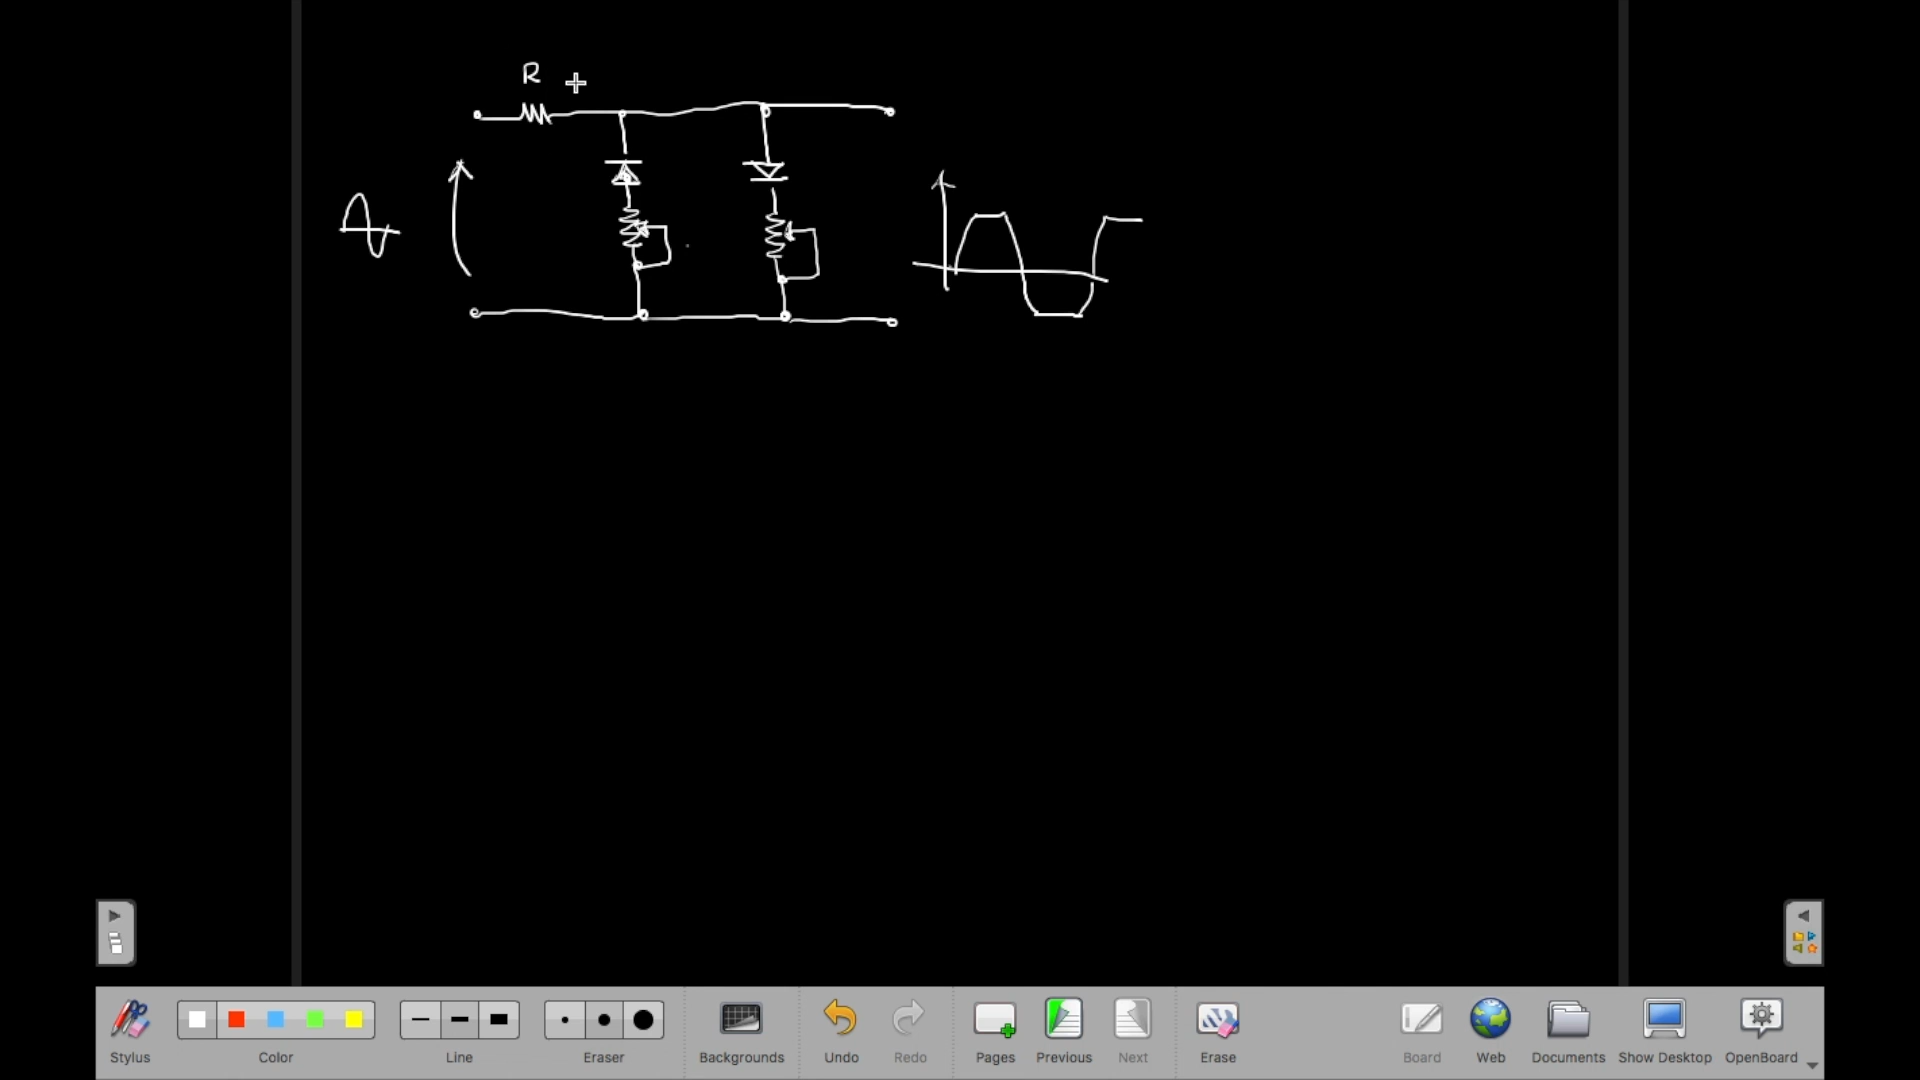 R
Stylus
Color
Line
Eraser
Backgrounds
Undo
Redo
Pages
Previous
Next
Erase
Board
Web
Documents
Show Desktop
OpenBoard